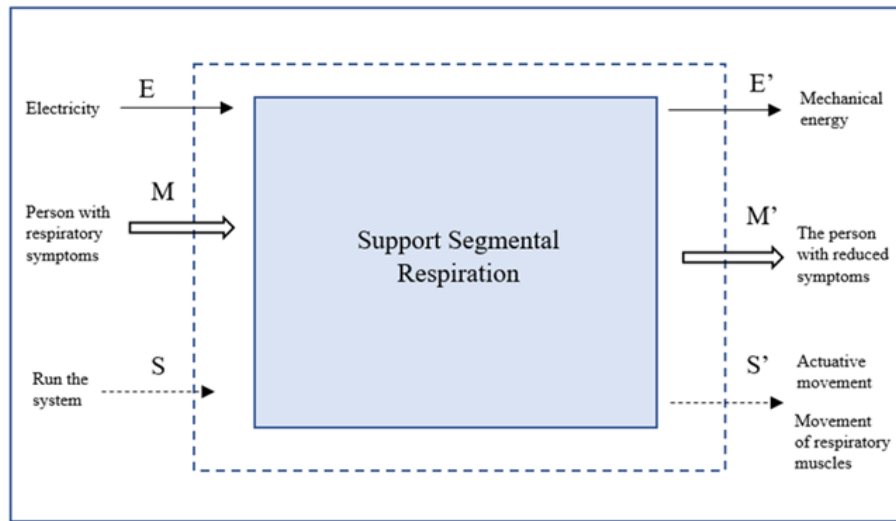 E
Electricity
M
Person with
respiratory
symptoms
S
Run the
system
Support Segmental
Respiration
E’
Mechanical
energy
M’
The person
with reduced
symptoms
S’
Actuative
movement
Movement
of respiratory
muscles